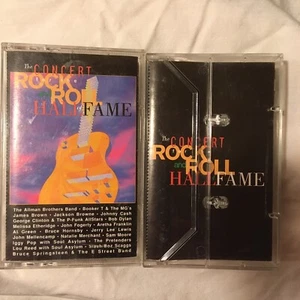 The CONCERT
ROCK and
ROLL
HALL of FAME
The Allman Brothers Band • Booker T & The MG's
James Brown • Jackson Browne • Johnny Cash
George Clinton & The P-Funk Allstars • Bob Dylan
Melissa Etheridge • John Fogerty • Aretha Franklin
Al Green • Bruce Hornsby • Jerry Lee Lewis
John Mellencamp • Natalie Merchant • Sam Moore
Iggy Pop with Soul Asylum • The Pretenders
Lou Reed with Soul Asylum • Boz Scaggs
Bruce Springsteen & The E Street Band
The CONCERT
ROCK and ROLL
HALL of FAME